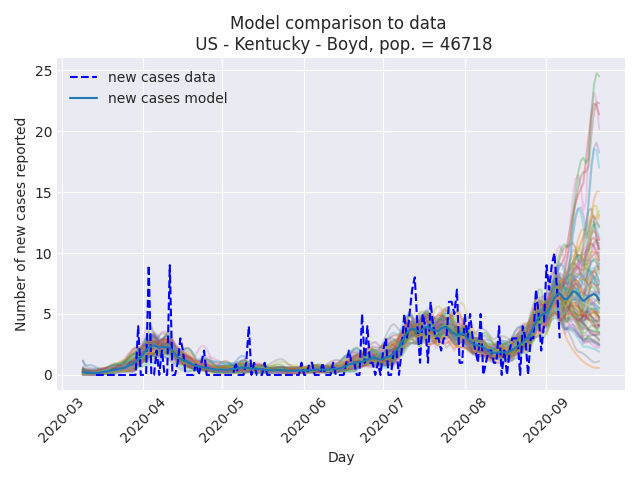 Model comparison to data
US - Kentucky - Boyd, pop. = 46718
new cases data
new cases model
Number of new cases reported
25
20
15
10
5
0
2020-03
2020-04
2020-05
2020-06
2020-07
2020-08
2020-09
Day